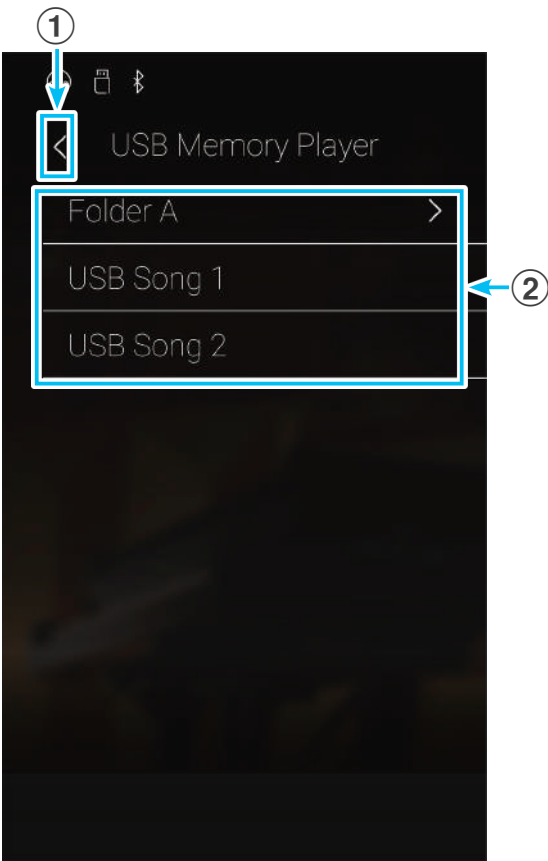 ①
USB Memory Player
Folder A
USB Song 1
②
USB Song 2